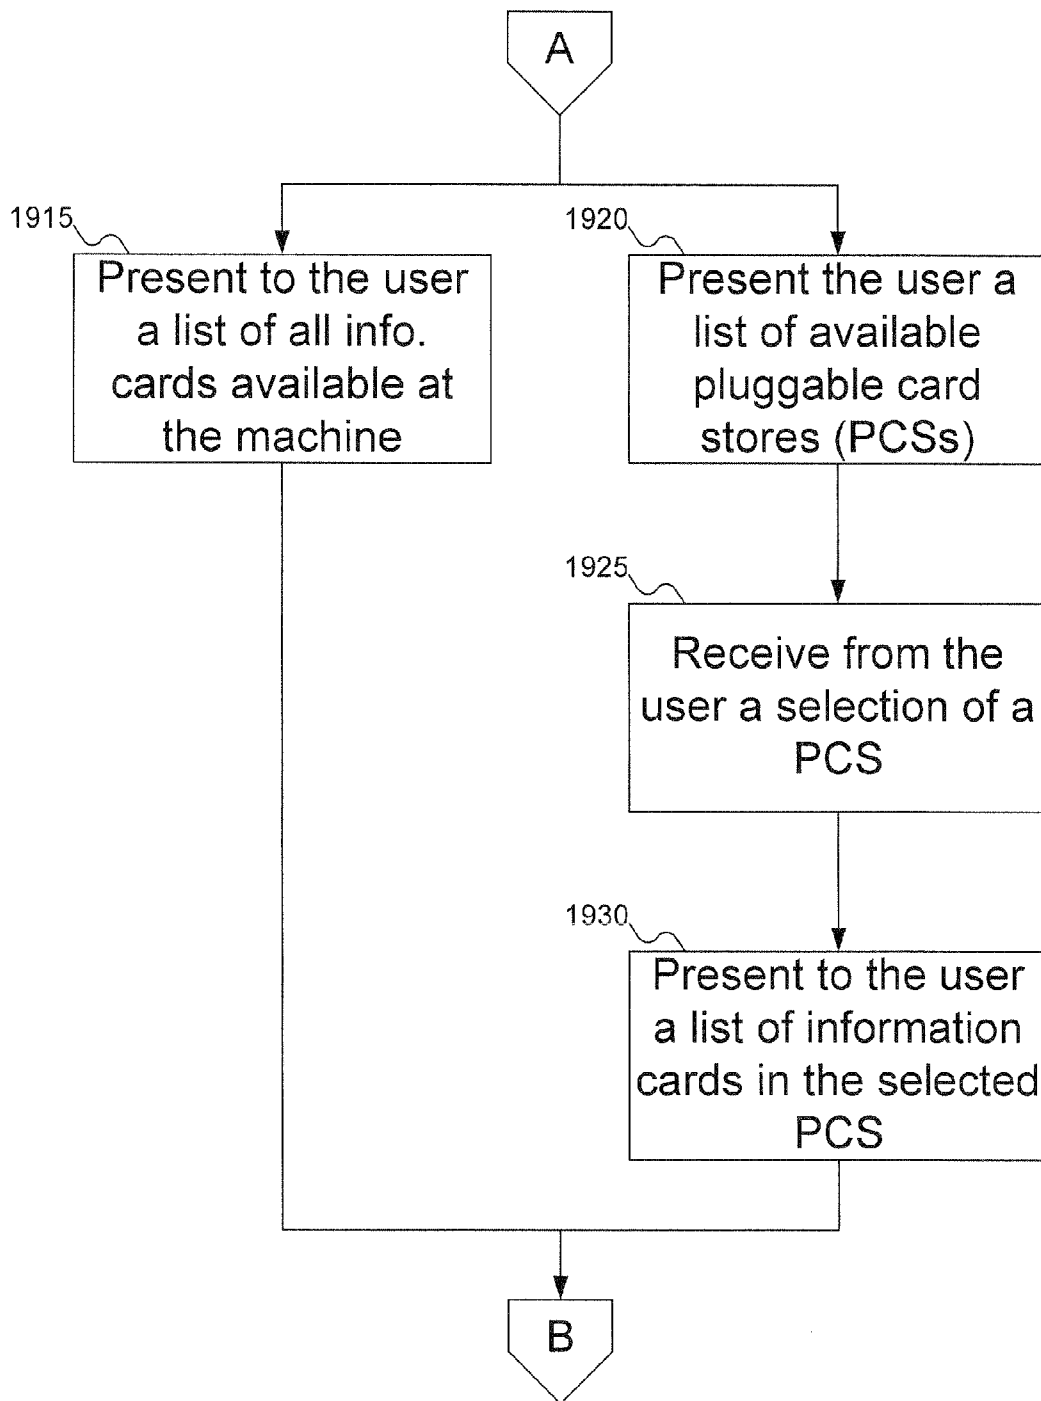 A
1915
Present to the user
a list of all info.
cards available at
the machine
1920
Present the user a
list of available
pluggable card
stores (PCSs)
1925
Receive from the
user a selection of a
PCS
1930
Present to the user
a list of information
cards in the selected
PCS
B